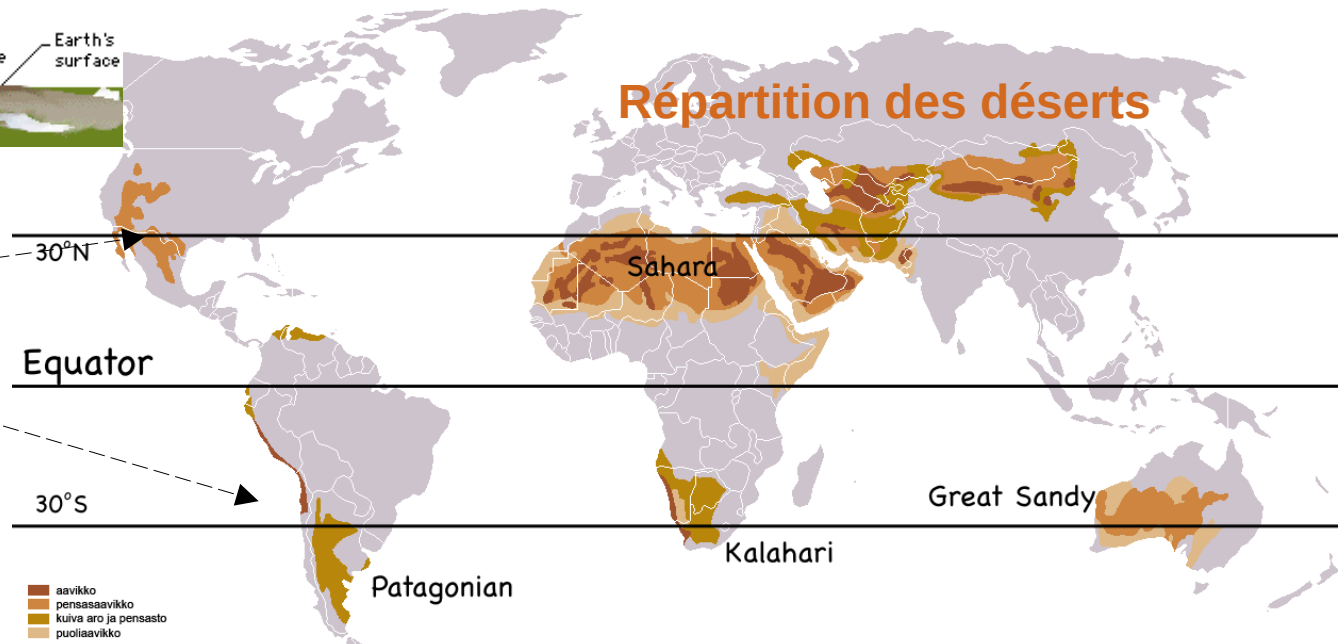 Earth's
surface
e
Répartition des déserts
30°N
Sahara
Equator
30°S
Great Sandy
Kalahari
Patagonian
aavikko
pensasaavikko
kuiva aro ja pensasto
puoliaavikko